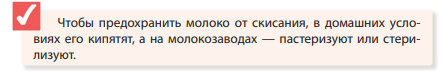 Чтобы предохранить молоко от скисания, в домашних усло-
виях его кипятят, а на молокозаводах — пастеризуют или стери-
лизуют.